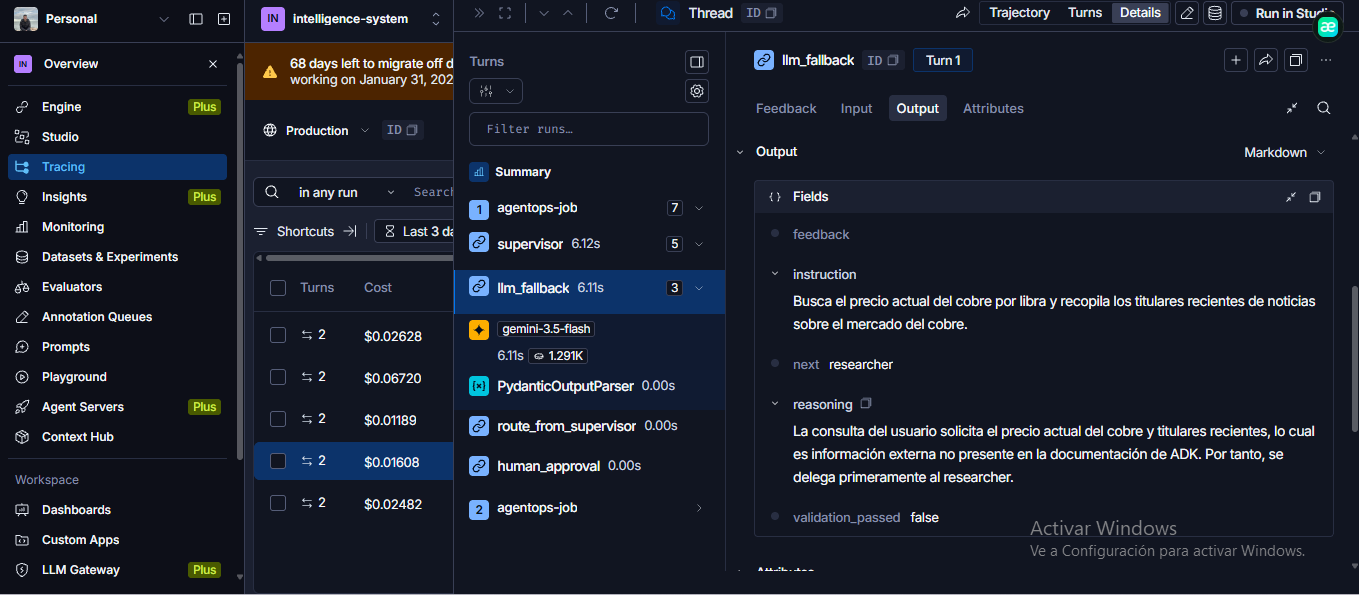 Personal
IN
Overview
Engine
Plus
Studio
Tracing
Insights
Plus
Monitoring
Datasets & Experiments
Evaluators
Annotation Queues
Prompts
Playground
Agent Servers
Plus
Context Hub
Workspace
Dashboards
Custom Apps
LLM Gateway
Plus
IN
intelligence-system
68 days left to migrate off d
working on January 31, 202
Production
ID
in any run
Search
Shortcuts
Last 3 da
Turns
Cost
2
$0.02628
2
$0.06720
2
$0.01189
2
$0.01608
2
$0.02482
Thread
ID
Trajectory
Turns
Details
Run in Studio
æ
Turns
Filter runs…
Summary
1
agentops-job
7
supervisor
6.12s
5
llm_fallback
6.11s
3
gemini-3.5-flash
6.11s
1.291K
PydanticOutputParser
0.00s
route_from_supervisor
0.00s
human_approval
0.00s
2
agentops-job
llm_fallback
ID
Turn 1
Feedback
Input
Output
Attributes
Output
Markdown
{ }
Fields
feedback
instruction
Busca el precio actual del cobre por libra y recopila los titulares recientes de noticias
sobre el mercado del cobre.
next
researcher
reasoning
La consulta del usuario solicita el precio actual del cobre y titulares recientes, lo cual
es información externa no presente en la documentación de ADK. Por tanto, se
delega primeramente al researcher.
validation_passed
false
Activar Windows
Ve a Configuración para activar Windows.
Attributes